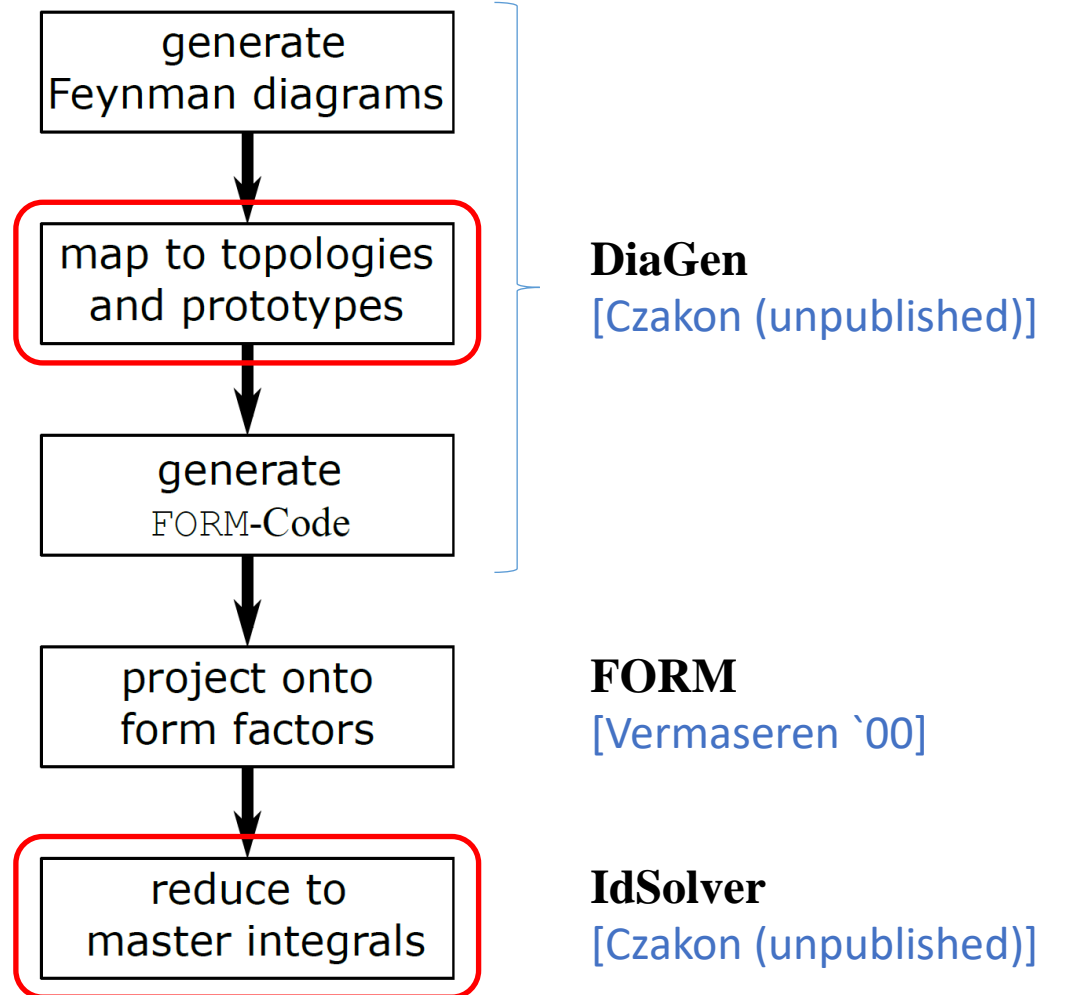 generate
Feynman diagrams
map to topologies
and prototypes
DiaGen
[Czakon (unpublished)]
generate
FORM-Code
project onto
form factors
FORM
[Vermaseren `00]
reduce to
master integrals
IdSolver
[Czakon (unpublished)]